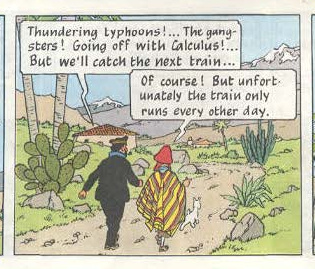 Thundering typhoons!... The gang-
sters! Going off with Calculus!...
But we'll catch the next train...
Of course! But unfort-
unately the train only
runs every other day.